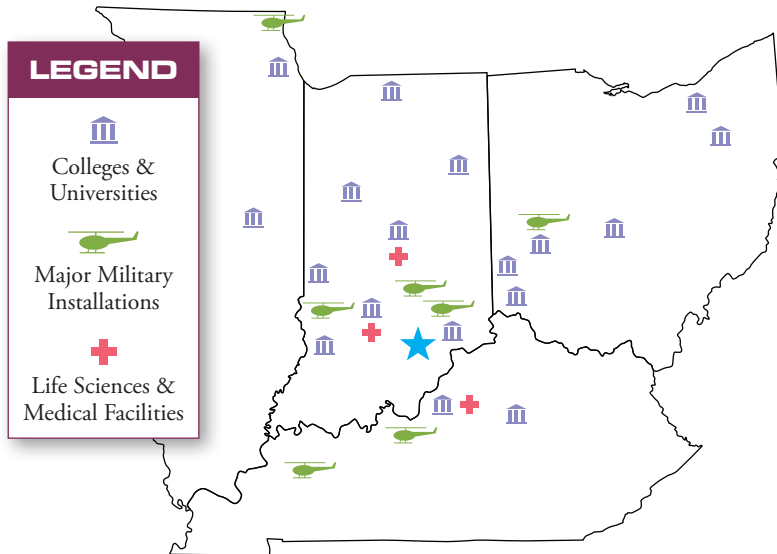 LEGEND
Colleges &
Universities
Major Military
Installations
Life Sciences &
Medical Facilities